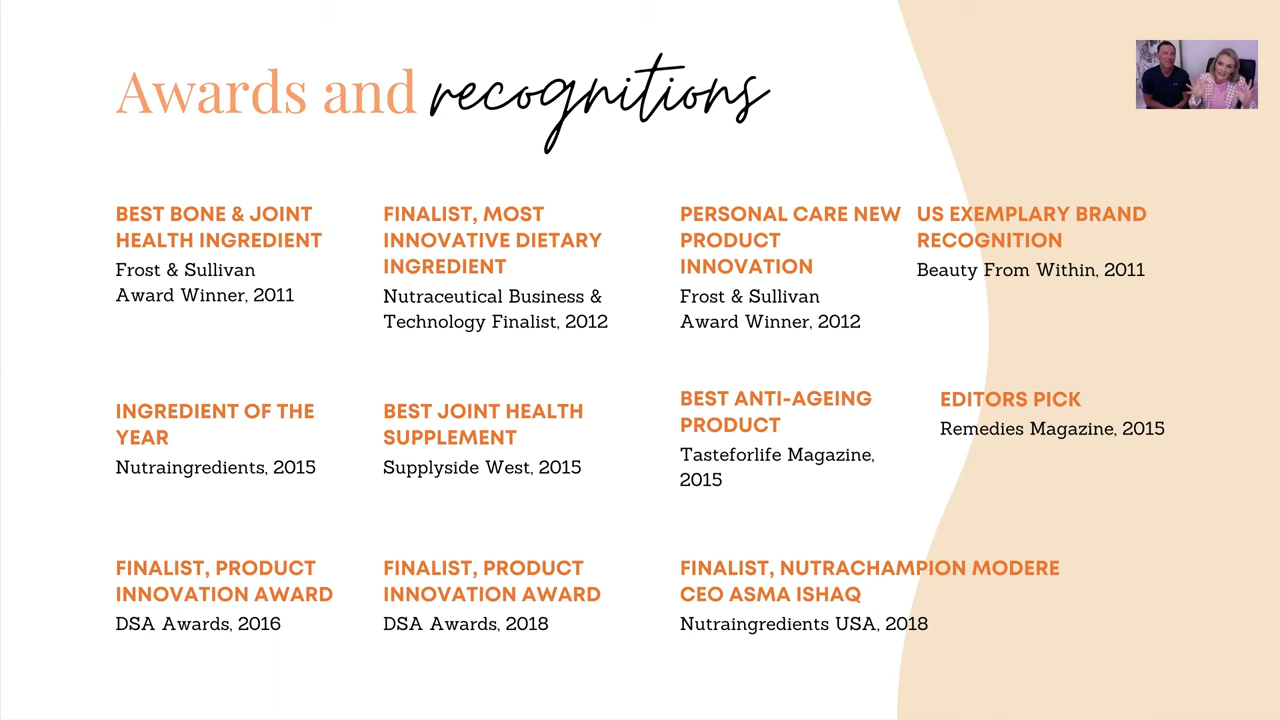 Awards and recognitions
BEST BONE & JOINT
HEALTH INGREDIENT
Frost & Sullivan
Award Winner, 2011
FINALIST, MOST
INNOVATIVE DIETARY
INGREDIENT
Nutraceutical Business &
Technology Finalist, 2012
PERSONAL CARE NEW
PRODUCT
INNOVATION
Frost & Sullivan
Award Winner, 2012
US EXEMPLARY BRAND
RECOGNITION
Beauty From Within, 2011
INGREDIENT OF THE
YEAR
Nutraingredients, 2015
BEST JOINT HEALTH
SUPPLEMENT
Supplyside West, 2015
BEST ANTI-AGEING
PRODUCT
Tasteforlife Magazine,
2015
EDITORS PICK
Remedies Magazine, 2015
FINALIST, PRODUCT
INNOVATION AWARD
DSA Awards, 2016
FINALIST, PRODUCT
INNOVATION AWARD
DSA Awards, 2018
FINALIST, NUTRACHAMPION MODERE
CEO ASMA ISHAQ
Nutraingredients USA, 2018